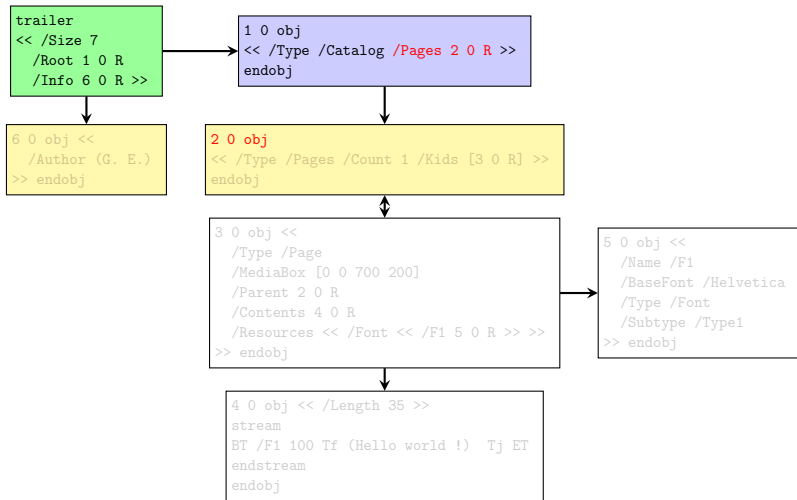 trailer
<< /Size 7
/Root 1 0 R
/Info 6 0 R >>
1 0 obj
<< /Type /Catalog /Pages 2 0 R >>
endobj
6 0 obj <<
/Author (G. E.)
>> endobj
2 0 obj
<< /Type /Pages /Count 1 /Kids [3 0 R] >>
endobj
3 0 obj <<
/Type /Page
/MediaBox [0 0 700 200]
/Parent 2 0 R
/Contents 4 0 R
/Resources << /Font << /F1 5 0 R >> >>
>> endobj
5 0 obj <<
/Name /F1
/BaseFont /Helvetica
/Type /Font
/Subtype /Type1
>> endobj
4 0 obj << /Length 35 >>
stream
BT /F1 100 Tf (Hello world !) Tj ET
endstream
endobj